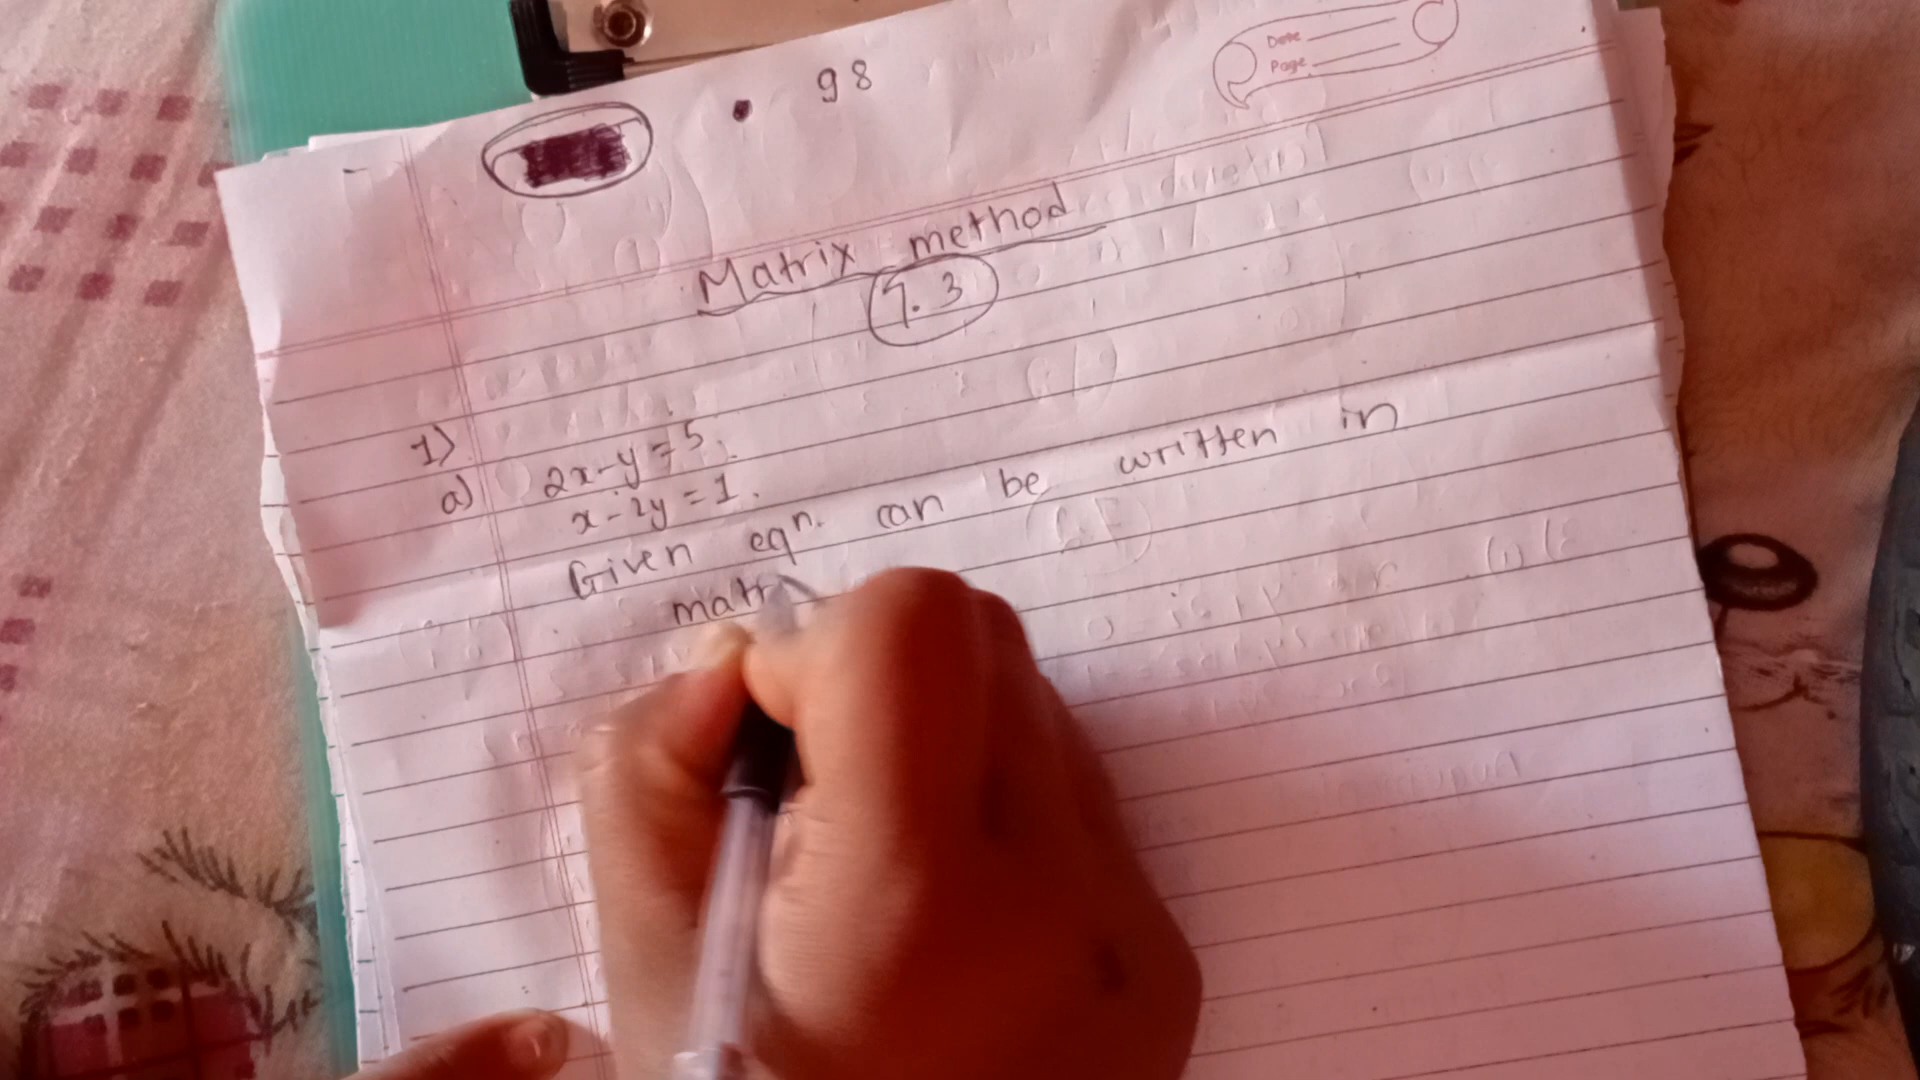 98
Date
Page
Matrix method
7.3
1)
a) 2x-y=5.
x-2y=1.
Given eqn. can be written in
matr